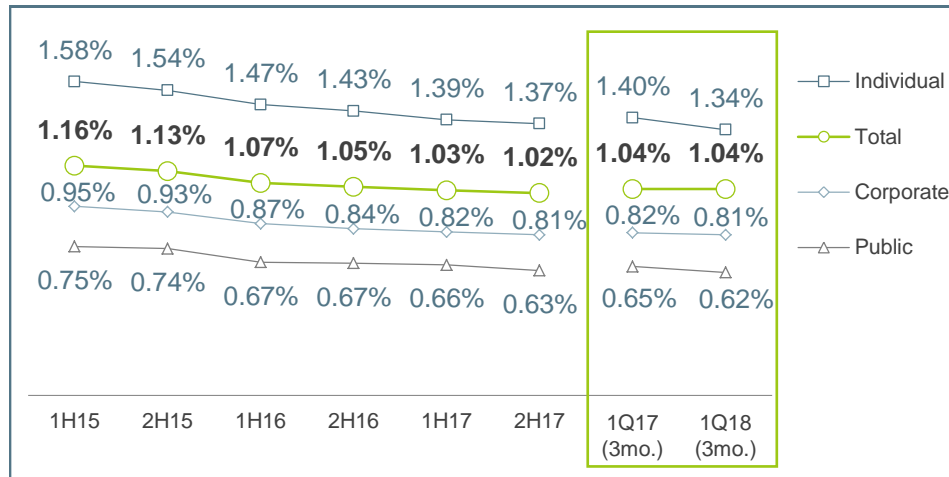 1.58% 1.54% 1.47% 1.43% 1.39% 1.37% 1.40% 1.34%
1.16% 1.13% 1.07% 1.05% 1.03% 1.02% 1.04% 1.04%
0.95% 0.93% 0.87% 0.84% 0.82% 0.81% 0.82% 0.81%
0.75% 0.74% 0.67% 0.67% 0.66% 0.63% 0.65% 0.62%
1H15 2H15 1H16 2H16 1H17 2H17 1Q17 1Q18
(3mo.) (3mo.)
Individual
Total
Corporate
Public